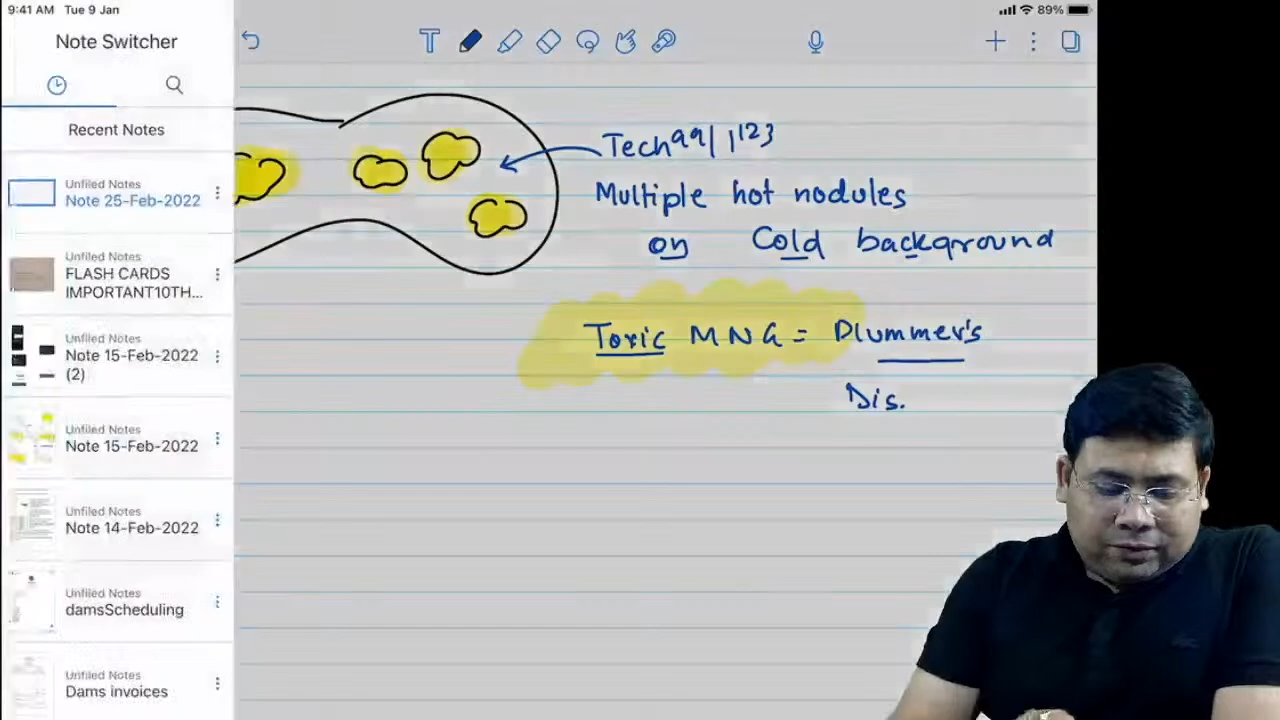 9:41 AM Tue 9 Jan
89%
Note Switcher
Recent Notes
Unfiled Notes
Note 25-Feb-2022
Unfiled Notes
FLASH CARDS
IMPORTANT10TH...
Unfiled Notes
Note 15-Feb-2022
(2)
Unfiled Notes
Note 15-Feb-2022
Unfiled Notes
Note 14-Feb-2022
Unfiled Notes
damsScheduling
Unfiled Notes
Dams invoices
T
Tech99/I123
Multiple hot nodules
on Cold background
Toxic MNG = Plummer's
Dis.